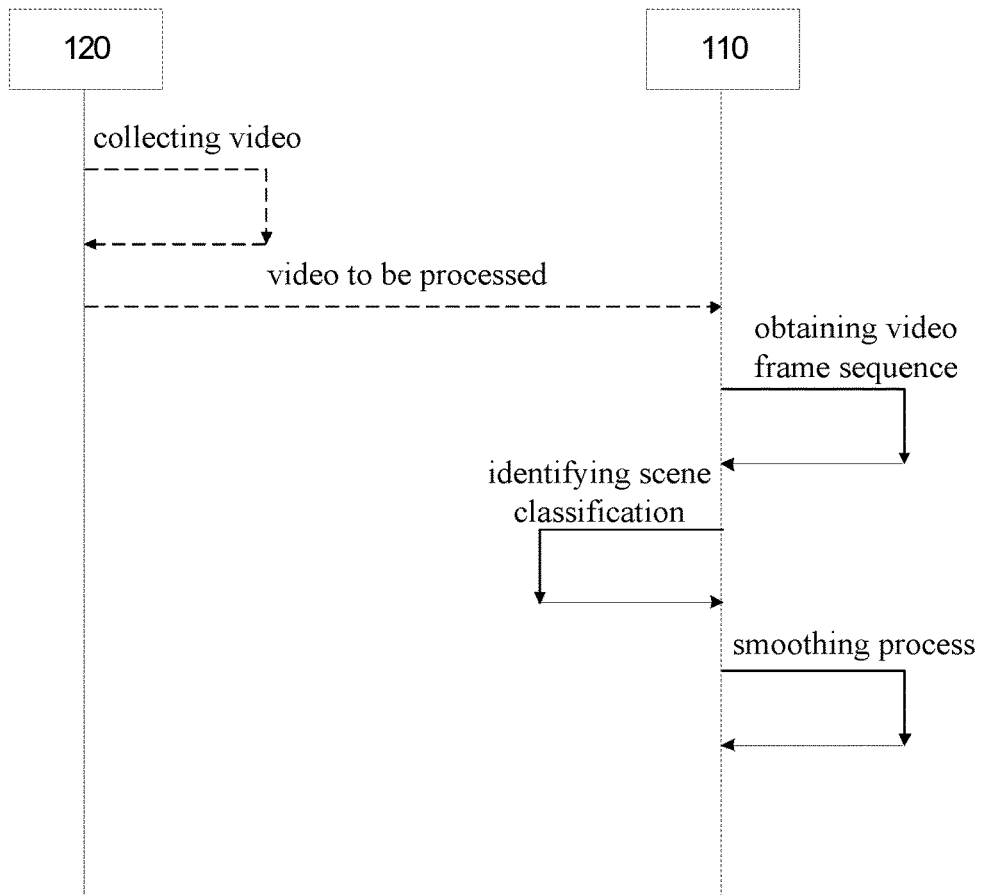 120
110
collecting video
video to be processed
obtaining video
frame sequence
identifying scene
classification
smoothing process